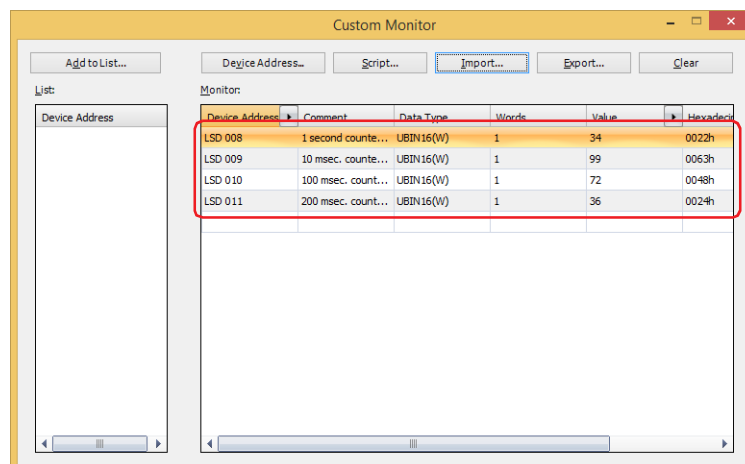 Custom Monitor
Add to List... Device Address... Script... Import... Export... Clear
List: Monitor:
Device Address Device Address Comment Data Type Words Value Hexadecim
LSD 008 1 second counte... UBIN16(W) 1 34 0022h
LSD 009 10 msec. counte... UBIN16(W) 1 99 0063h
LSD 010 100 msec. count... UBIN16(W) 1 72 0048h
LSD 011 200 msec. count... UBIN16(W) 1 36 0024h